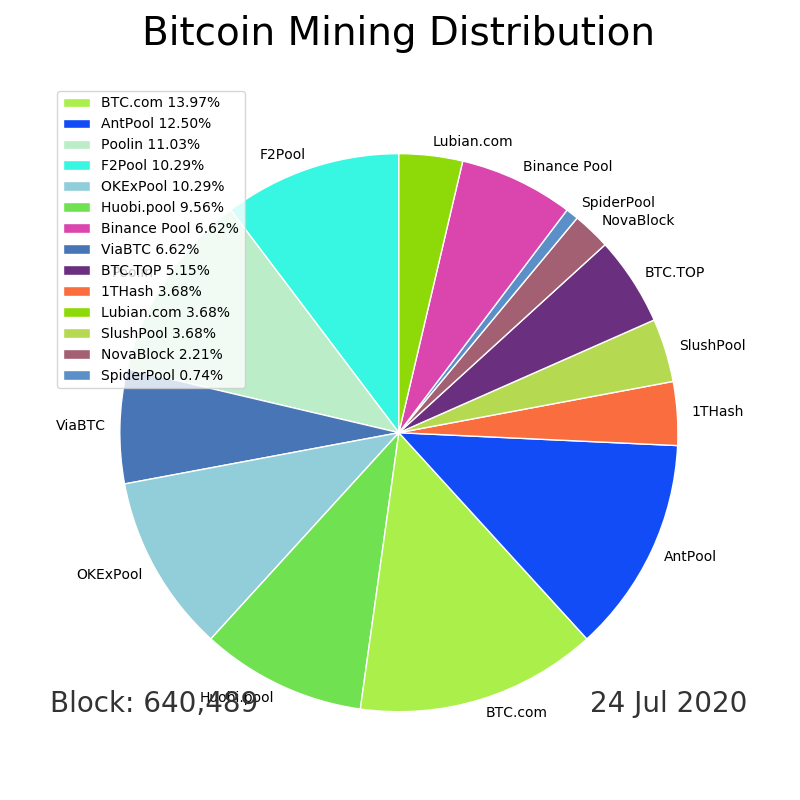 Bitcoin Mining Distribution
BTC.com 13.97%
AntPool 12.50%
Poolin 11.03%
F2Pool 10.29%
OKExPool 10.29%
Huobi.pool 9.56%
Binance Pool 6.62%
ViaBTC 6.62%
BTC.TOP 5.15%
1THash 3.68%
Lubian.com 3.68%
SlushPool 3.68%
NovaBlock 2.21%
SpiderPool 0.74%
Lubian.com
F2Pool
Binance Pool
SpiderPool
NovaBlock
BTC.TOP
SlushPool
1THash
ViaBTC
AntPool
OKExPool
Huobi.pool
BTC.com
Block: 640,489
24 Jul 2020